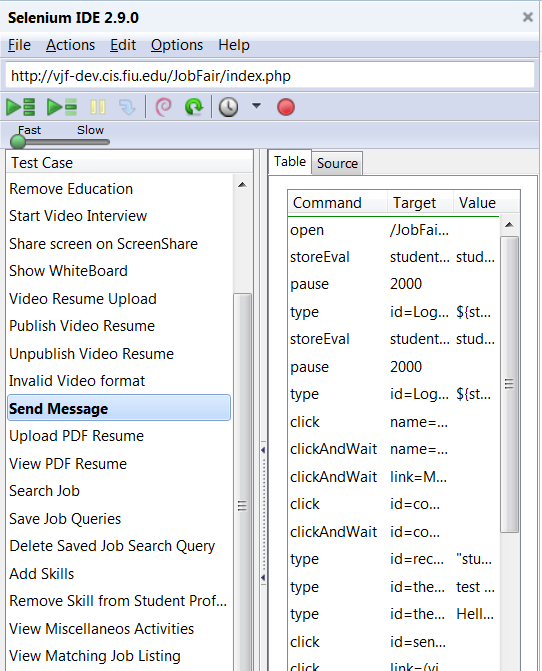 Selenium IDE 2.9.0
File Actions Edit Options Help
http://vjf-dev.cis.fiu.edu/JobFair/index.php
Fast Slow
Test Case
Remove Education
Start Video Interview
Share screen on ScreenShare
Show WhiteBoard
Video Resume Upload
Publish Video Resume
Unpublish Video Resume
Invalid Video format
Send Message
Upload PDF Resume
View PDF Resume
Search Job
Save Job Queries
Delete Saved Job Search Query
Add Skills
Remove Skill from Student Prof...
View Miscellaneos Activities
View Matching Job Listing
Table Source
Command Target Value
open /JobFai...
storeEval student... stud...
pause 2000
type id=Log... ${st...
storeEval student... stud...
pause 2000
type id=Log... ${st...
click name=...
clickAndWait name=...
clickAndWait link=M...
click id=co...
clickAndWait id=co...
type id=rec... "stu...
type id=the... test ...
type id=the... Hell...
click id=sen...
click link=(vi...